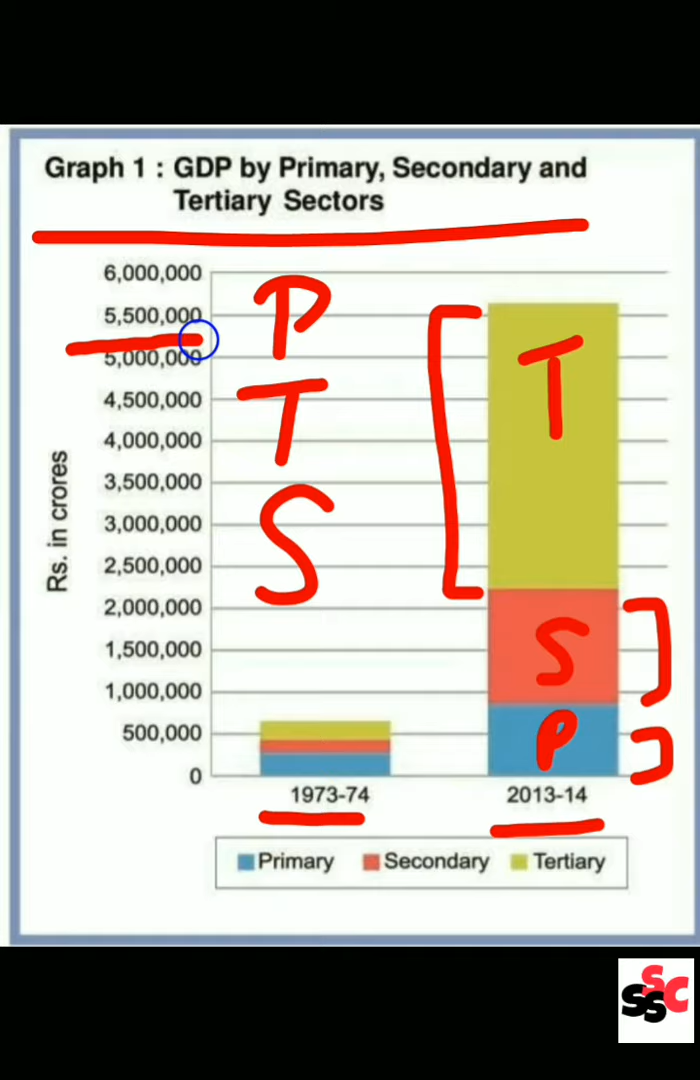 Graph 1 : GDP by Primary, Secondary and
Tertiary Sectors
Rs. in crores
6,000,000
5,500,000
5,000,000
4,500,000
4,000,000
3,500,000
3,000,000
2,500,000
2,000,000
1,500,000
1,000,000
500,000
0
P
T
S
T
S
P
1973-74
2013-14
Primary Secondary Tertiary
SSSC